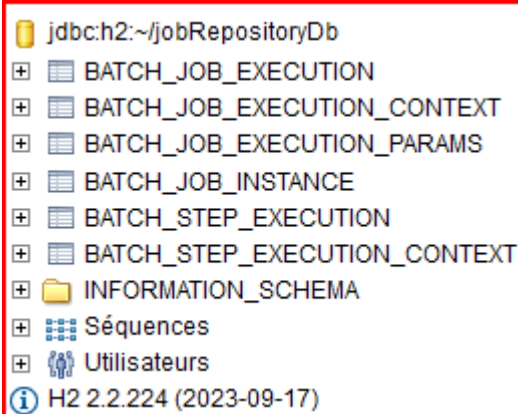 jdbc:h2:~/jobRepositoryDb
BATCH_JOB_EXECUTION
BATCH_JOB_EXECUTION_CONTEXT
BATCH_JOB_EXECUTION_PARAMS
BATCH_JOB_INSTANCE
BATCH_STEP_EXECUTION
BATCH_STEP_EXECUTION_CONTEXT
INFORMATION_SCHEMA
Séquences
Utilisateurs
H2 2.2.224 (2023-09-17)